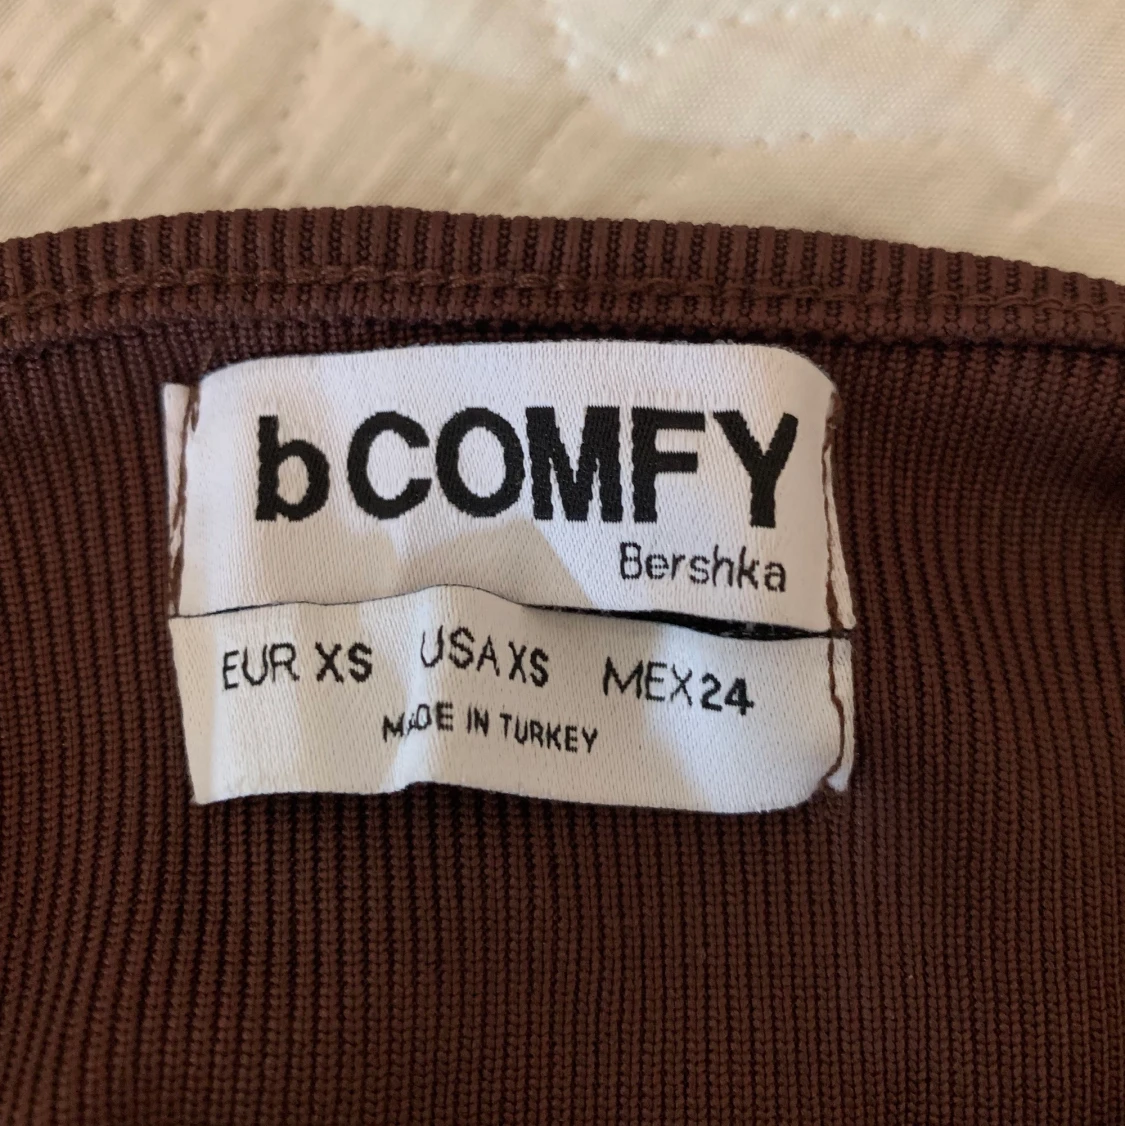 bCOMFY
Bershka
EUR XS USA XS MEX 24
MADE IN TURKEY